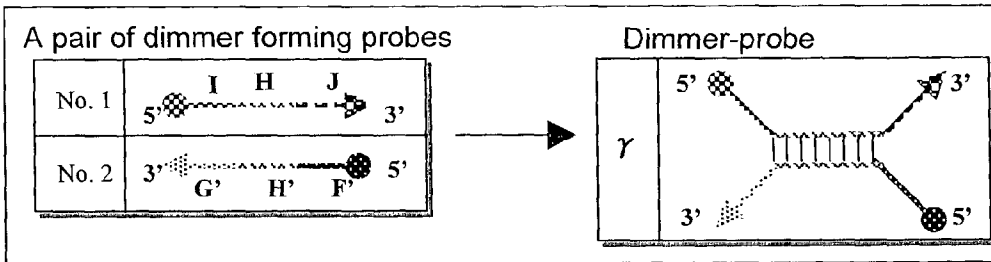 A pair of dimmer forming probes
Dimmer-probe
I H J
No. 1
5’ 3’
No. 2
3’ 5’
G’ H’ F’
γ
5’ 3’
3’ 5’